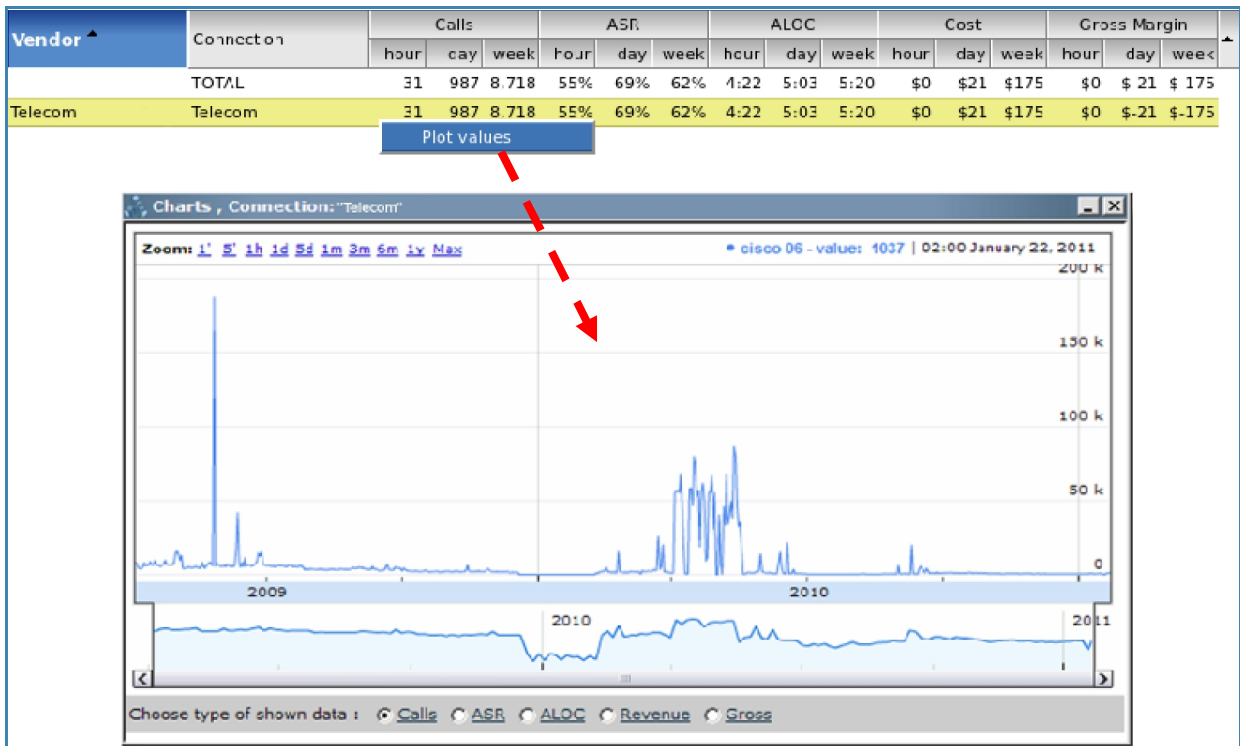 Vendor Connection Calls ASR ALOC Cost Gross Margin
hour day week hour day week hour day week hour day week hour day week
TOTAL 31 987 8.718 55% 69% 62% 4:22 5:03 5:20 $0 $21 $175 $0 $ 21 $ 175
Telecom Telecom 31 987 8.718 55% 69% 62% 4:22 5:03 5:20 $0 $21 $175 $0 $-21 $-175
Plot values
Charts , Connection:"Telecom"
Zoom: 1' 5' 1h 1d 5d 1m 3m 6m 1y Max cisco 06 - value: 1037 | 02:00 January 22, 2011
200 k
150 k
100 k
50 k
0
2009 2010
2010 2011
Choose type of shown data : Calls ASR ALOC Revenue Gross